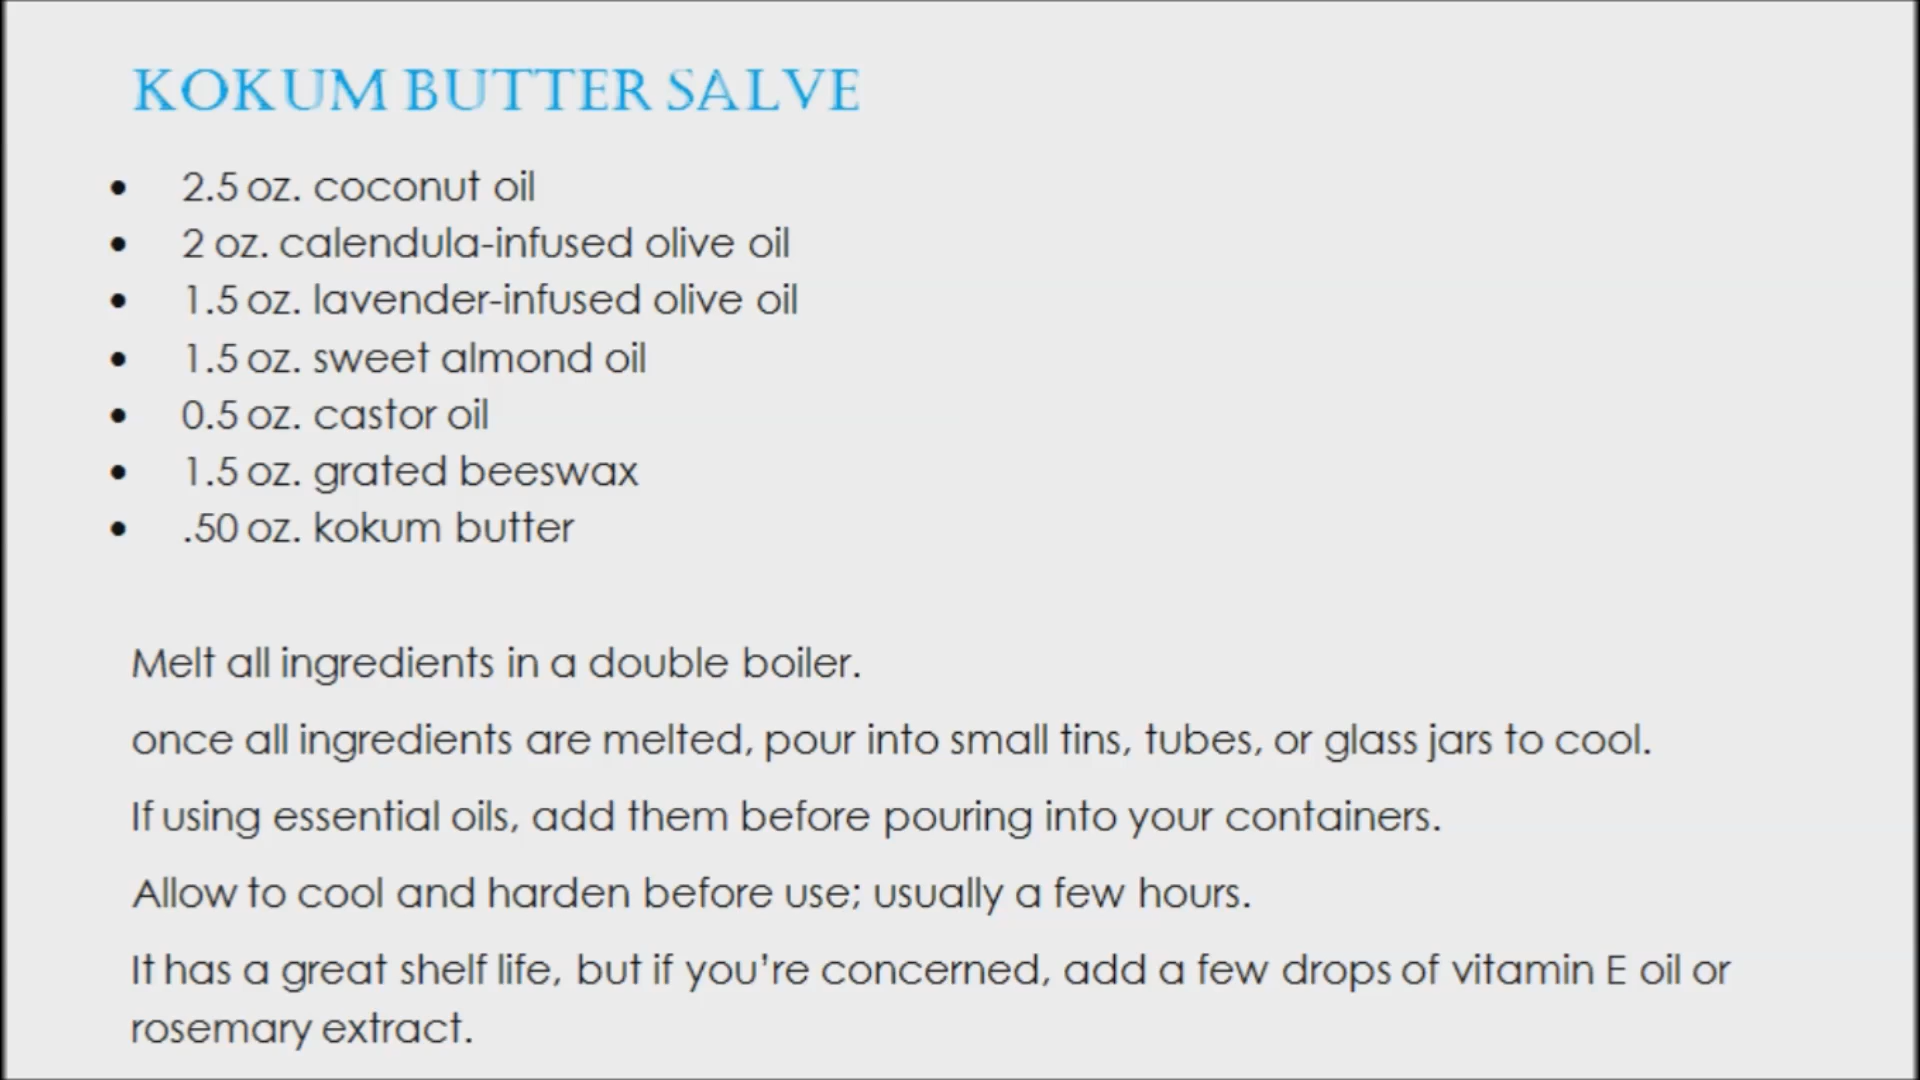 KOKUM BUTTER SALVE
• 2.5 oz. coconut oil
• 2 oz. calendula-infused olive oil
• 1.5 oz. lavender-infused olive oil
• 1.5 oz. sweet almond oil
• 0.5 oz. castor oil
• 1.5 oz. grated beeswax
• .50 oz. kokum butter
Melt all ingredients in a double boiler.
once all ingredients are melted, pour into small tins, tubes, or glass jars to cool.
If using essential oils, add them before pouring into your containers.
Allow to cool and harden before use; usually a few hours.
It has a great shelf life, but if you’re concerned, add a few drops of vitamin E oil or
rosemary extract.